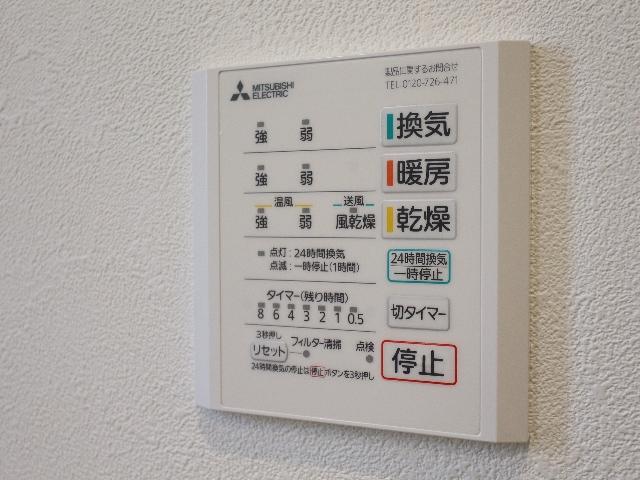 MITSUBISHI
ELECTRIC
製品に関するお問合せ
TEL 0120-726-471
強 弱 換気
強 弱 暖房
温風 送風
強 弱 風乾燥 乾燥
点灯:24時間換気
点滅:一時停止(1時間)
24時間換気
一時停止
タイマー(残り時間)
8 6 4 3 2 1 0.5
切タイマー
3秒押し
リセット フィルター清掃 点検
停止
24時間換気の停止は停止ボタンを3秒押し